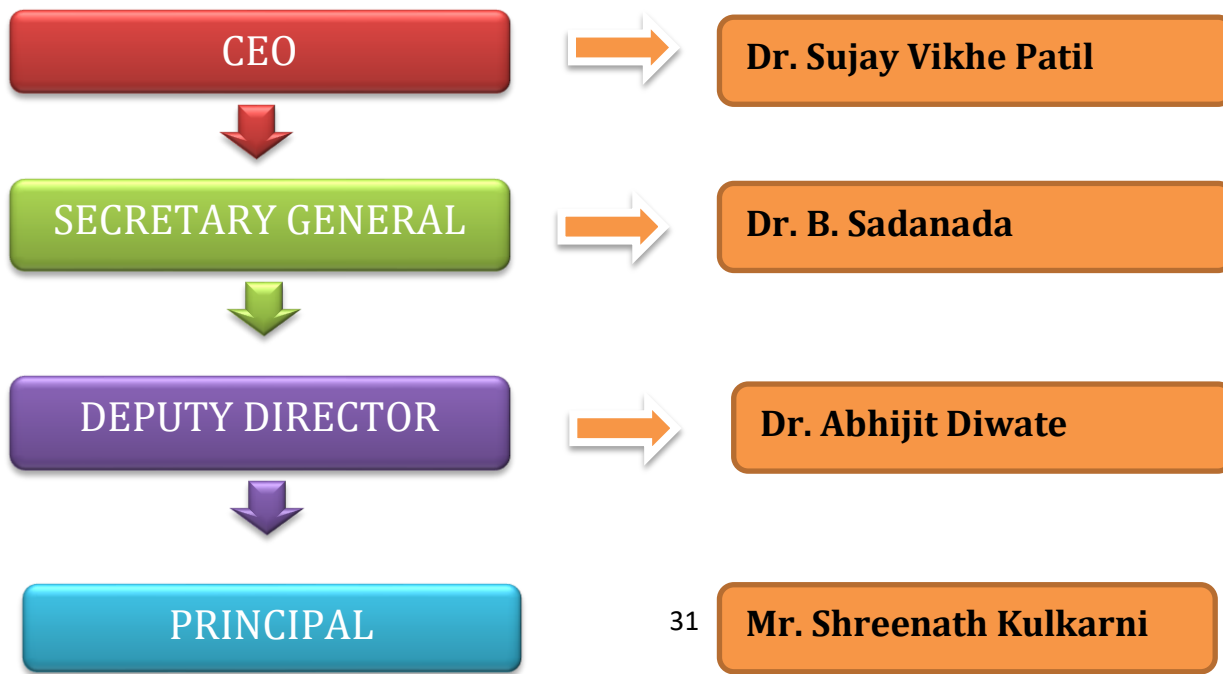 CEO
Dr. Sujay Vikhe Patil
SECRETARY GENERAL
Dr. B. Sadanada
DEPUTY DIRECTOR
Dr. Abhijit Diwate
PRINCIPAL
31
Mr. Shreenath Kulkarni